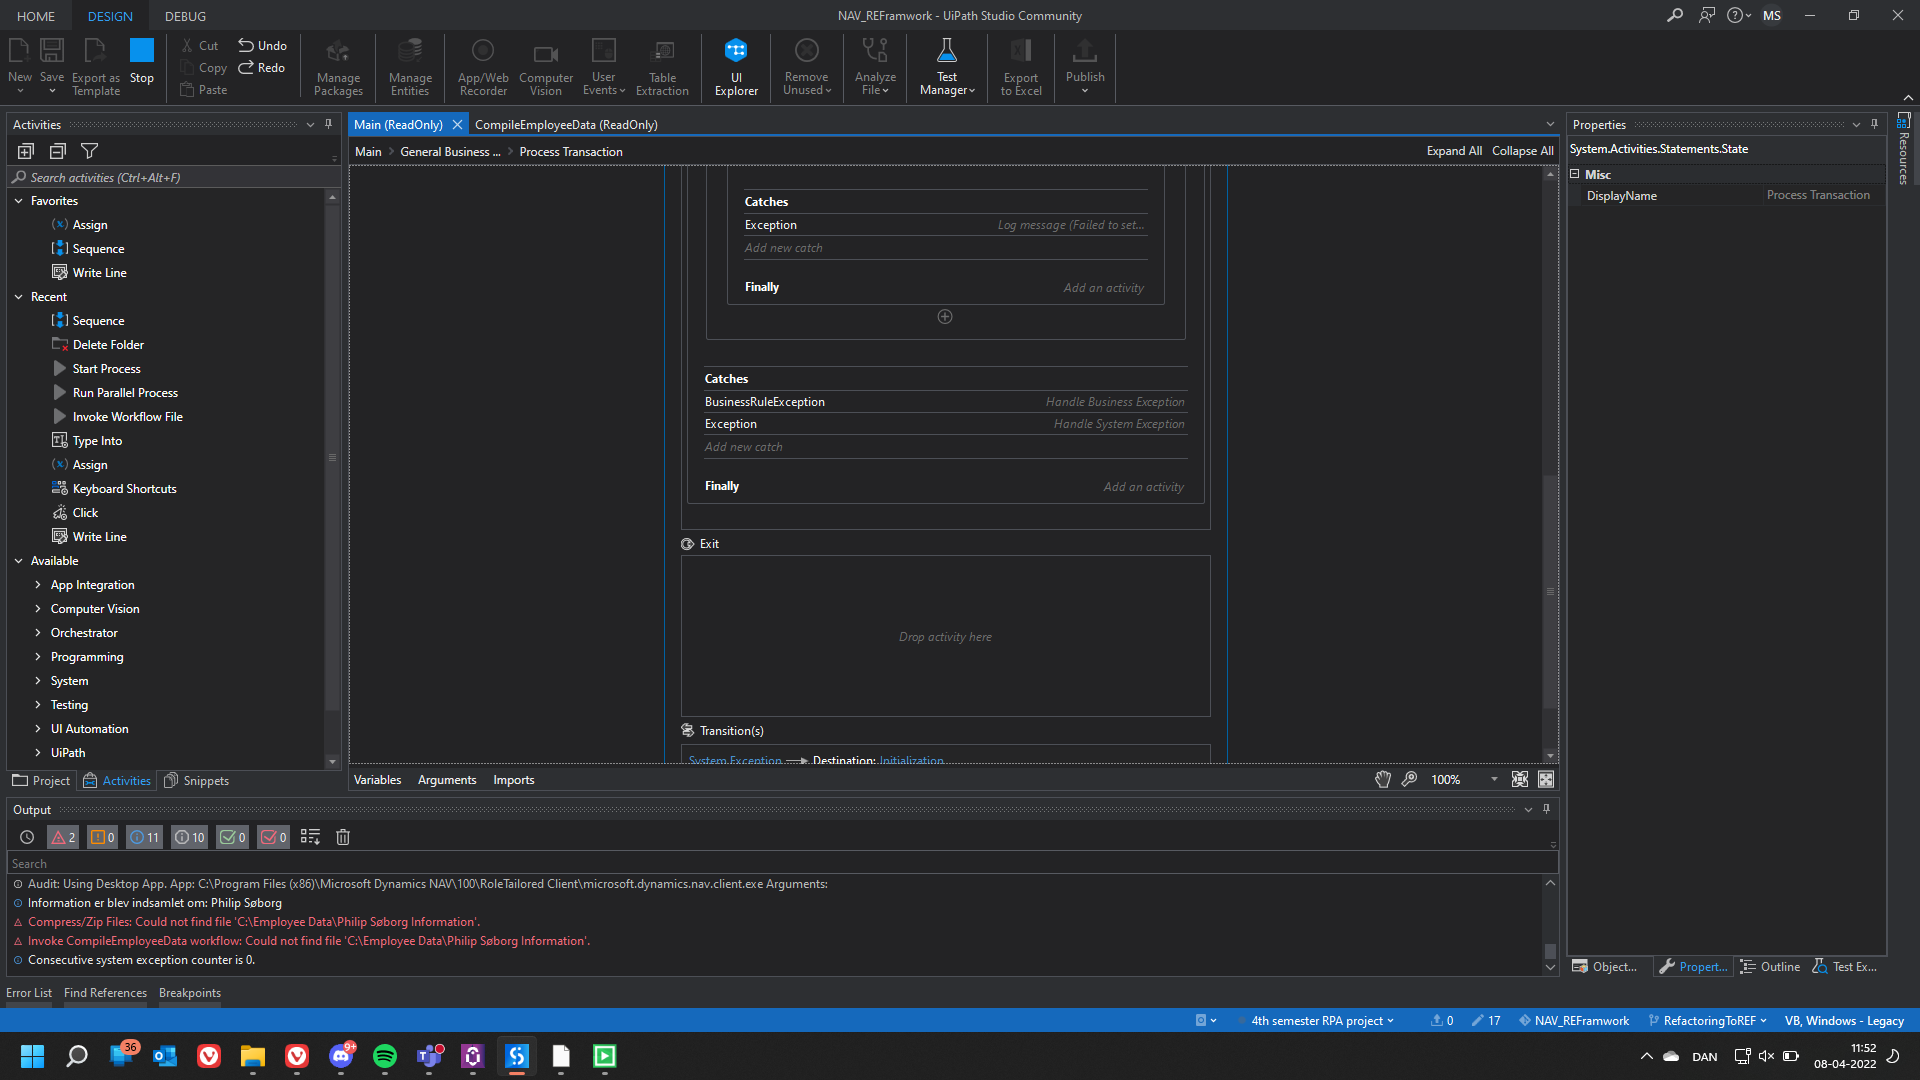 HOME DESIGN DEBUG NAV_REFramwork - UiPath Studio Community MS
New Save Export as Template Stop Cut Copy Paste Undo Redo Manage Packages Manage Entities App/Web Recorder Computer Vision User Events Table Extraction UI Explorer Remove Unused Analyze File Test Manager Export to Excel Publish
Activities
Search activities (Ctrl+Alt+F)
Favorites
Assign
Sequence
Write Line
Recent
Sequence
Delete Folder
Start Process
Run Parallel Process
Invoke Workflow File
Type Into
Assign
Keyboard Shortcuts
Click
Write Line
Available
App Integration
Computer Vision
Orchestrator
Programming
System
Testing
UI Automation
UiPath
Project Activities Snippets
Main (ReadOnly) CompileEmployeeData (ReadOnly)
Main General Business ... Process Transaction Expand All Collapse All
Catches
Exception Log message (Failed to set...
Add new catch
Finally Add an activity
Catches
BusinessRuleException Handle Business Exception
Exception Handle System Exception
Add new catch
Finally Add an activity
Exit
Drop activity here
Transition(s)
System Exception Destination: Initialization
Variables Arguments Imports 100%
Properties
System.Activities.Statements.State
Misc
DisplayName Process Transaction
Resources
Object... Propert... Outline Test Ex...
Output
2 0 11 10 0 0
Search
Audit: Using Desktop App. App: C:\Program Files (x86)\Microsoft Dynamics NAV\100\RoleTailored Client\microsoft.dynamics.nav.client.exe Arguments:
Information er blev indsamlet om: Philip Søborg
Compress/Zip Files: Could not find file 'C:\Employee Data\Philip Søborg Information'.
Invoke CompileEmployeeData workflow: Could not find file 'C:\Employee Data\Philip Søborg Information'.
Consecutive system exception counter is 0.
Error List Find References Breakpoints
4th semester RPA project 0 17 NAV_REFramwork RefactoringToREF VB, Windows - Legacy
36 9+ DAN 11:52
08-04-2022